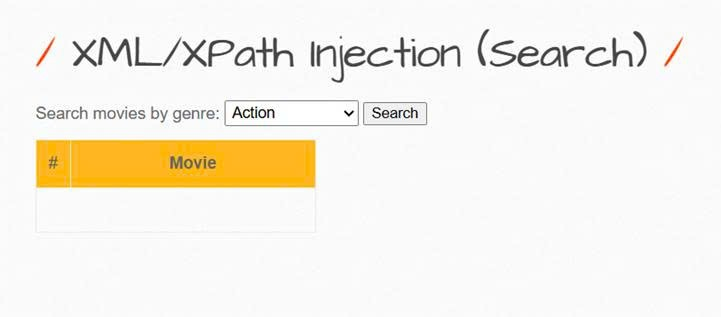 / XML/XPath Injection (Search) /
Search movies by genre: Action Search
# Movie